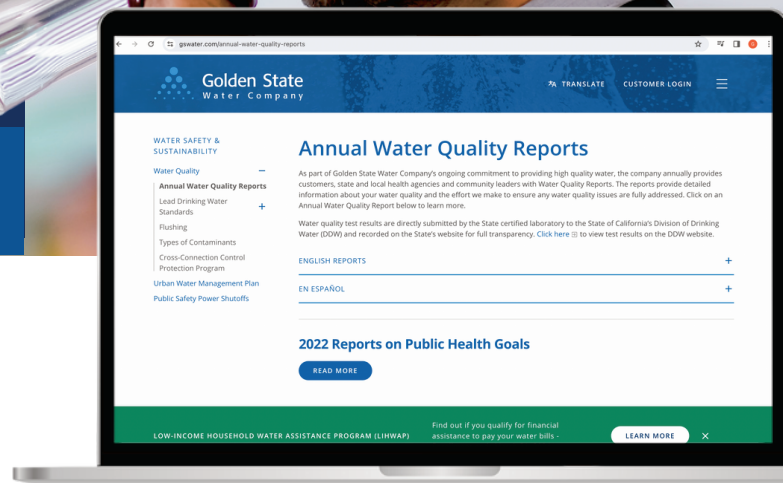 gswater.com/annual-water-quality-reports
Golden State
Water Company
TRANSLATE
CUSTOMER LOGIN
WATER SAFETY &
SUSTAINABILITY
Water Quality
Annual Water Quality Reports
Lead Drinking Water
Standards
Flushing
Types of Contaminants
Cross-Connection Control
Protection Program
Urban Water Management Plan
Public Safety Power Shutoffs
Annual Water Quality Reports
As part of Golden State Water Company's ongoing commitment to providing high quality water, the company annually provides
customers, state and local health agencies and community leaders with Water Quality Reports. The reports provide detailed
information about your water quality and the effort we make to ensure any water quality issues are fully addressed. Click on an
Annual Water Quality Report below to learn more.
Water quality test results are directly submitted by the State certified laboratory to the State of California's Division of Drinking
Water (DDW) and recorded on the State's website for full transparency. Click here to view test results on the DDW website.
ENGLISH REPORTS
EN ESPAÑOL
2022 Reports on Public Health Goals
READ MORE
LOW-INCOME HOUSEHOLD WATER ASSISTANCE PROGRAM (LIHWAP)
Find out if you qualify for financial
assistance to pay your water bills -
LEARN MORE